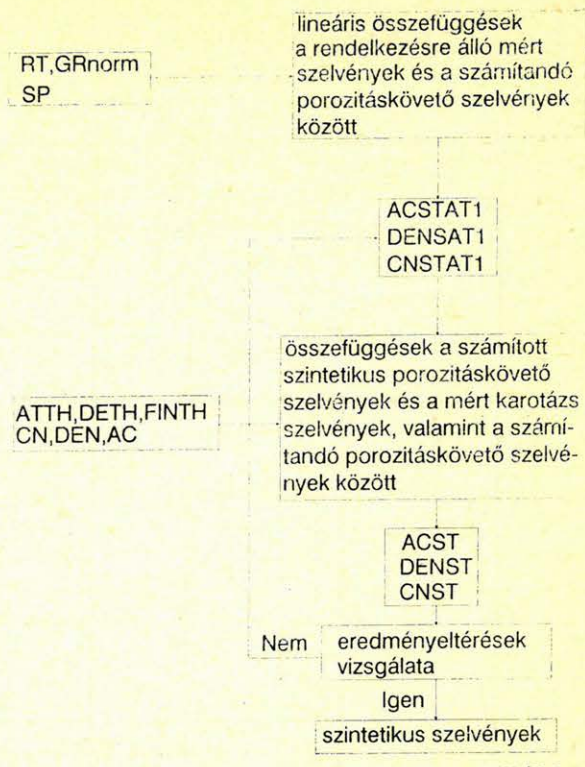 lineáris összefüggések
a rendelkezésre álló mért
szelvények és a számítandó
porozitáskövető szelvények
között
RT,GRnorm
SP
ACSTAT1
DENSAT1
CNSTAT1
összefüggések a számított
szintetikus porozitáskövető
szelvények és a mért karotázs
szelvények, valamint a számí-
tandó porozitáskövető szelvé-
nyek között
ATTH,DETH,FINTH
CN,DEN,AC
ACST
DENST
CNST
Nem
eredményeltérések
vizsgálata
Igen
szintetikus szelvények